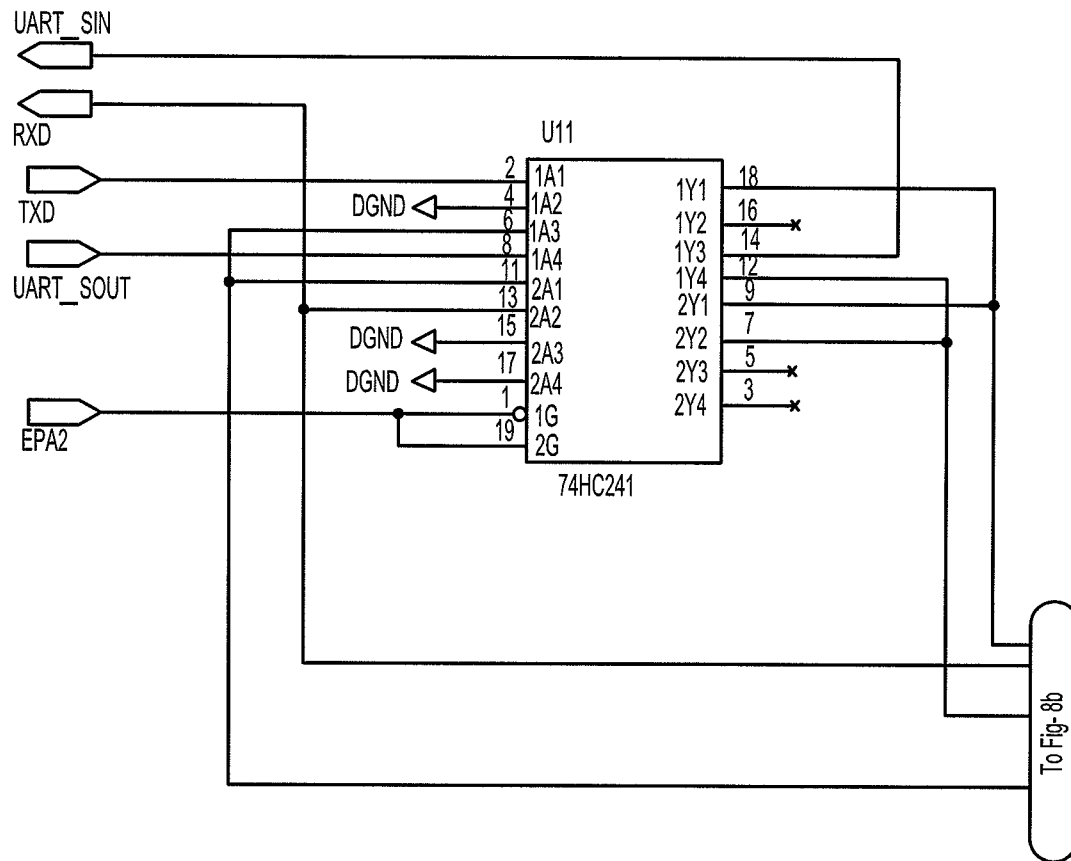 UART_SIN
RXD
TXD
UART_SOUT
EPA2
U11
DGND
DGND
DGND
2 1A1
4 1A2
6 1A3
8 1A4
11 2A1
13 2A2
15 2A3
17 2A4
1 1G
19 2G
1Y1 18
1Y2 16
1Y3 14
1Y4 12
2Y1 9
2Y2 7
2Y3 5
2Y4 3
74HC241
To Fig- 8b